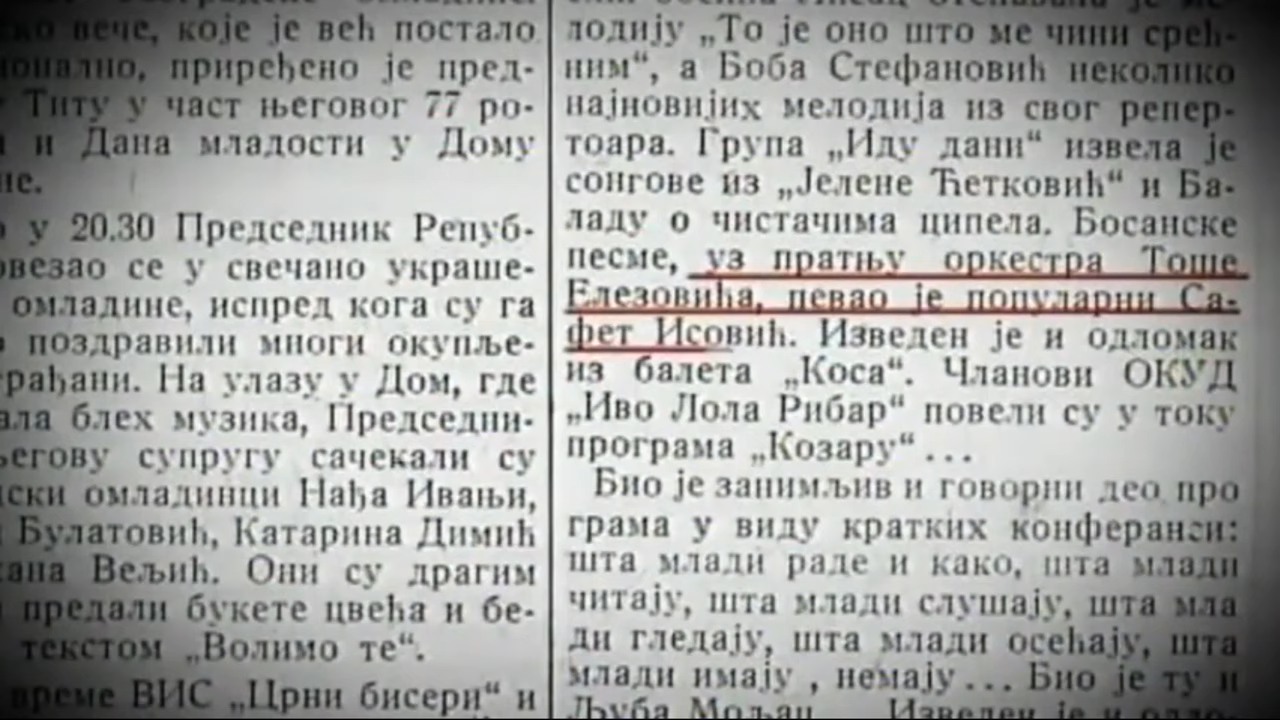 вече, које је већ постало
приређено је пред-
Титу у част његовог 77 ро-
и Дана младости у Дому
у 20.30 Председник Репуб-
се у свечано украше-
омладине, испред кога су га
поздравили многи окупље-
На улазу у Дом, где
блех музика, Председни-
супругу сачекали су
омладинци Нађа Ивањи,
Булатовић, Катарина Димић
Вељић. Они су драгим
предали букете цвећа и бе-
текстом „Волимо те“.
време ВИС „Црни бисери“ и
лодију „То је оно што ме чини срећ-
ним“, а Боба Стефановић неколико
најновијих мелодија из свог репер-
тоара. Група „Иду дани“ извела је
сонгове из „Јелене Ћетковић“ и Ба-
ладу о чистачима ципела. Босанске
песме, уз пратњу оркестра Тоше
Елезовића, певао је популарни Са-
фет Исовић. Изведен је и одломак
из балета „Коса“. Чланови ОКУД
„Иво Лола Рибар“ повели су у току
програма „Козару“...
Био је занимљив и говорни део про
грама у виду кратких конферанси:
шта млади раде и како, шта млади
читају, шта млади слушају, шта мла
ди гледају, шта млади осећају, шта
млади имају , немају... Био је ту и
Љуба Мољац Изведен је и